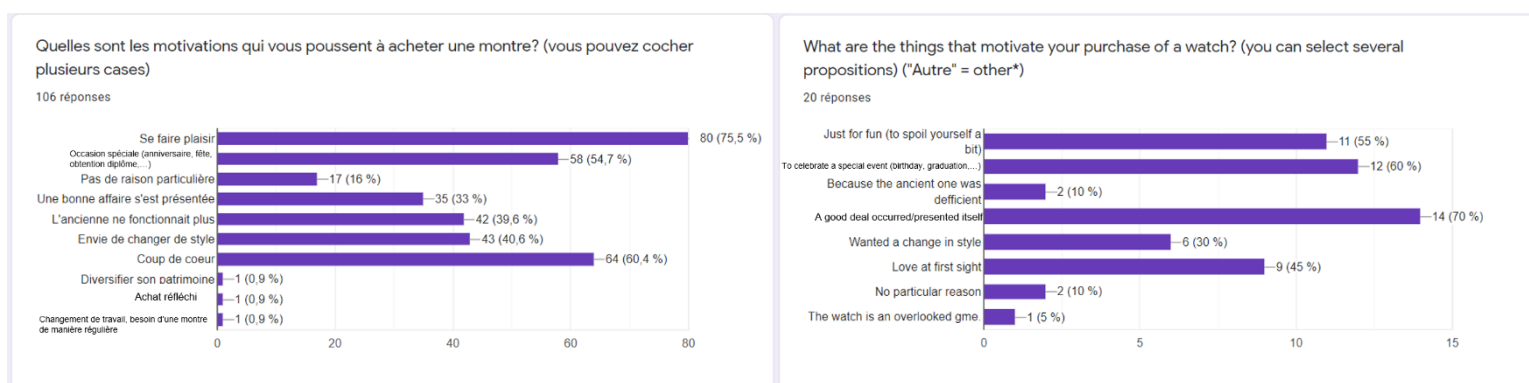 Quelles sont les motivations qui vous poussent à acheter une montre? (vous pouvez cocher
plusieurs cases)
106 réponses
Se faire plaisir
80 (75,5 %)
Occasion spéciale (anniversaire, fête,
obtention diplôme,...)
58 (54,7 %)
Pas de raison particulière
17 (16 %)
Une bonne affaire s'est présentée
35 (33 %)
L'ancienne ne fonctionnait plus
42 (39,6 %)
Envie de changer de style
43 (40,6 %)
Coup de coeur
64 (60,4 %)
Diversifier son patrimoine
1 (0,9 %)
Achat réfléchi
1 (0,9 %)
Changement de travail, besoin d'une montre
de manière régulière
1 (0,9 %)
0 20 40 60 80
What are the things that motivate your purchase of a watch? (you can select several
propositions) ("Autre" = other*)
20 réponses
Just for fun (to spoil yourself a
bit)
11 (55 %)
To celebrate a special event (birthday, graduation,...)
12 (60 %)
Because the ancient one was
defficient
2 (10 %)
A good deal occurred/presented itself
14 (70 %)
Wanted a change in style
6 (30 %)
Love at first sight
9 (45 %)
No particular reason
2 (10 %)
The watch is an overlooked gme.
1 (5 %)
0 5 10 15